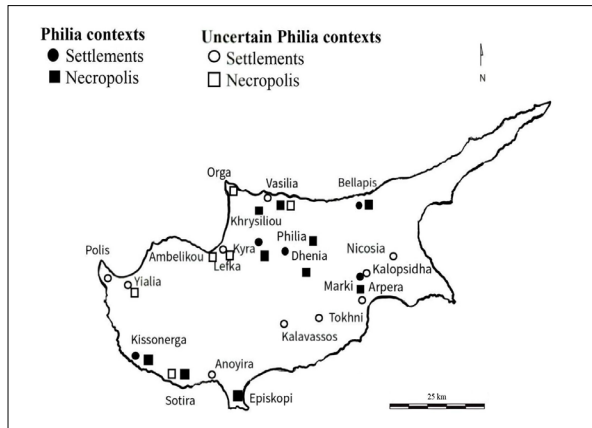 Philia contexts
Settlements
Necropolis
Uncertain Philia contexts
Settlements
Necropolis
N
Orga
Vasilia
Bellapis
Khrysiliou
Philia
Nicosia
Polis
Ambelikou
Kyra
Dhenia
Lefka
Kalopsidha
Yialia
Marki
Arpera
Tokhni
Kalavassos
Kissonerga
Anoyira
Sotira
Episkopi
25 km